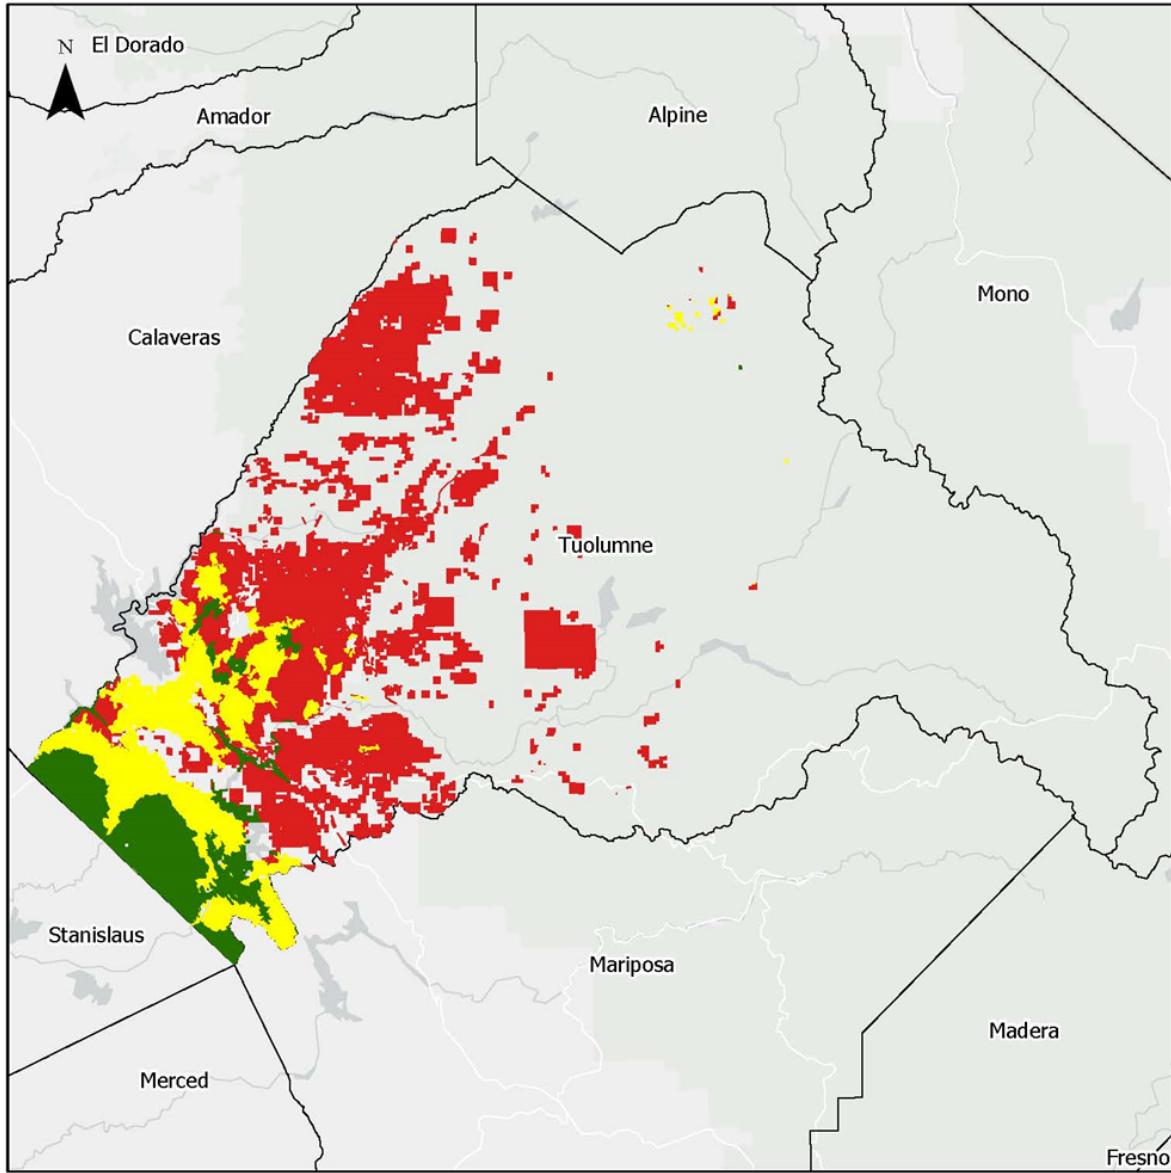 N
El Dorado
Amador
Alpine
Mono
Calaveras
Tuolumne
Stanislaus
Mariposa
Madera
Merced
Fresno